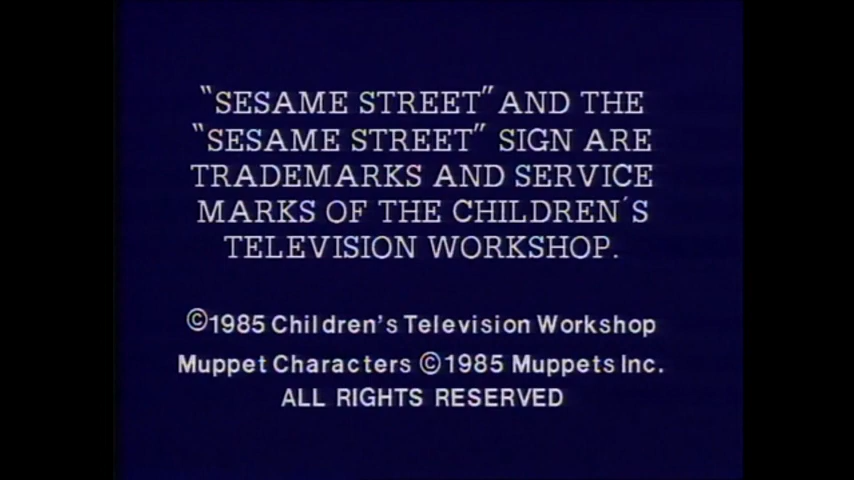 "SESAME STREET" AND THE
"SESAME STREET" SIGN ARE
TRADEMARKS AND SERVICE
MARKS OF THE CHILDREN'S
TELEVISION WORKSHOP.
©1985 Children's Television Workshop
Muppet Characters ©1985 Muppets Inc.
ALL RIGHTS RESERVED